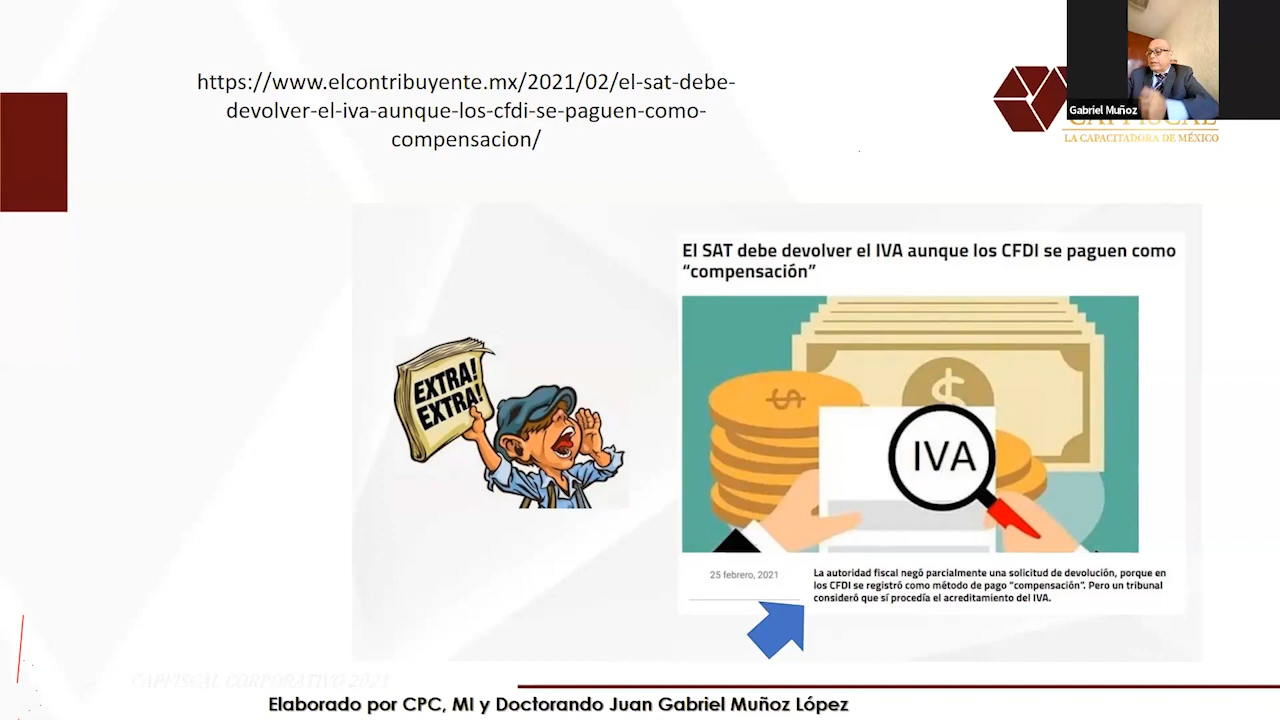 https://www.elcontribuyente.mx/2021/02/el-sat-debe-
devolver-el-iva-aunque-los-cfdi-se-paguen-como-
compensacion/
Gabriel Muñoz
CAPFISCAL
LA CAPACITADORA DE MÉXICO
El SAT debe devolver el IVA aunque los CFDI se paguen como
“compensación”
EXTRA!
EXTRA!
$
$
IVA
25 febrero, 2021
La autoridad fiscal negó parcialmente una solicitud de devolución, porque en
los CFDI se registró como método de pago “compensación”. Pero un tribunal
consideró que sí procedía el acreditamiento del IVA.
CAPFISCAL CORPORATIVO 2021
Elaborado por CPC, MI y Doctorando Juan Gabriel Muñoz López